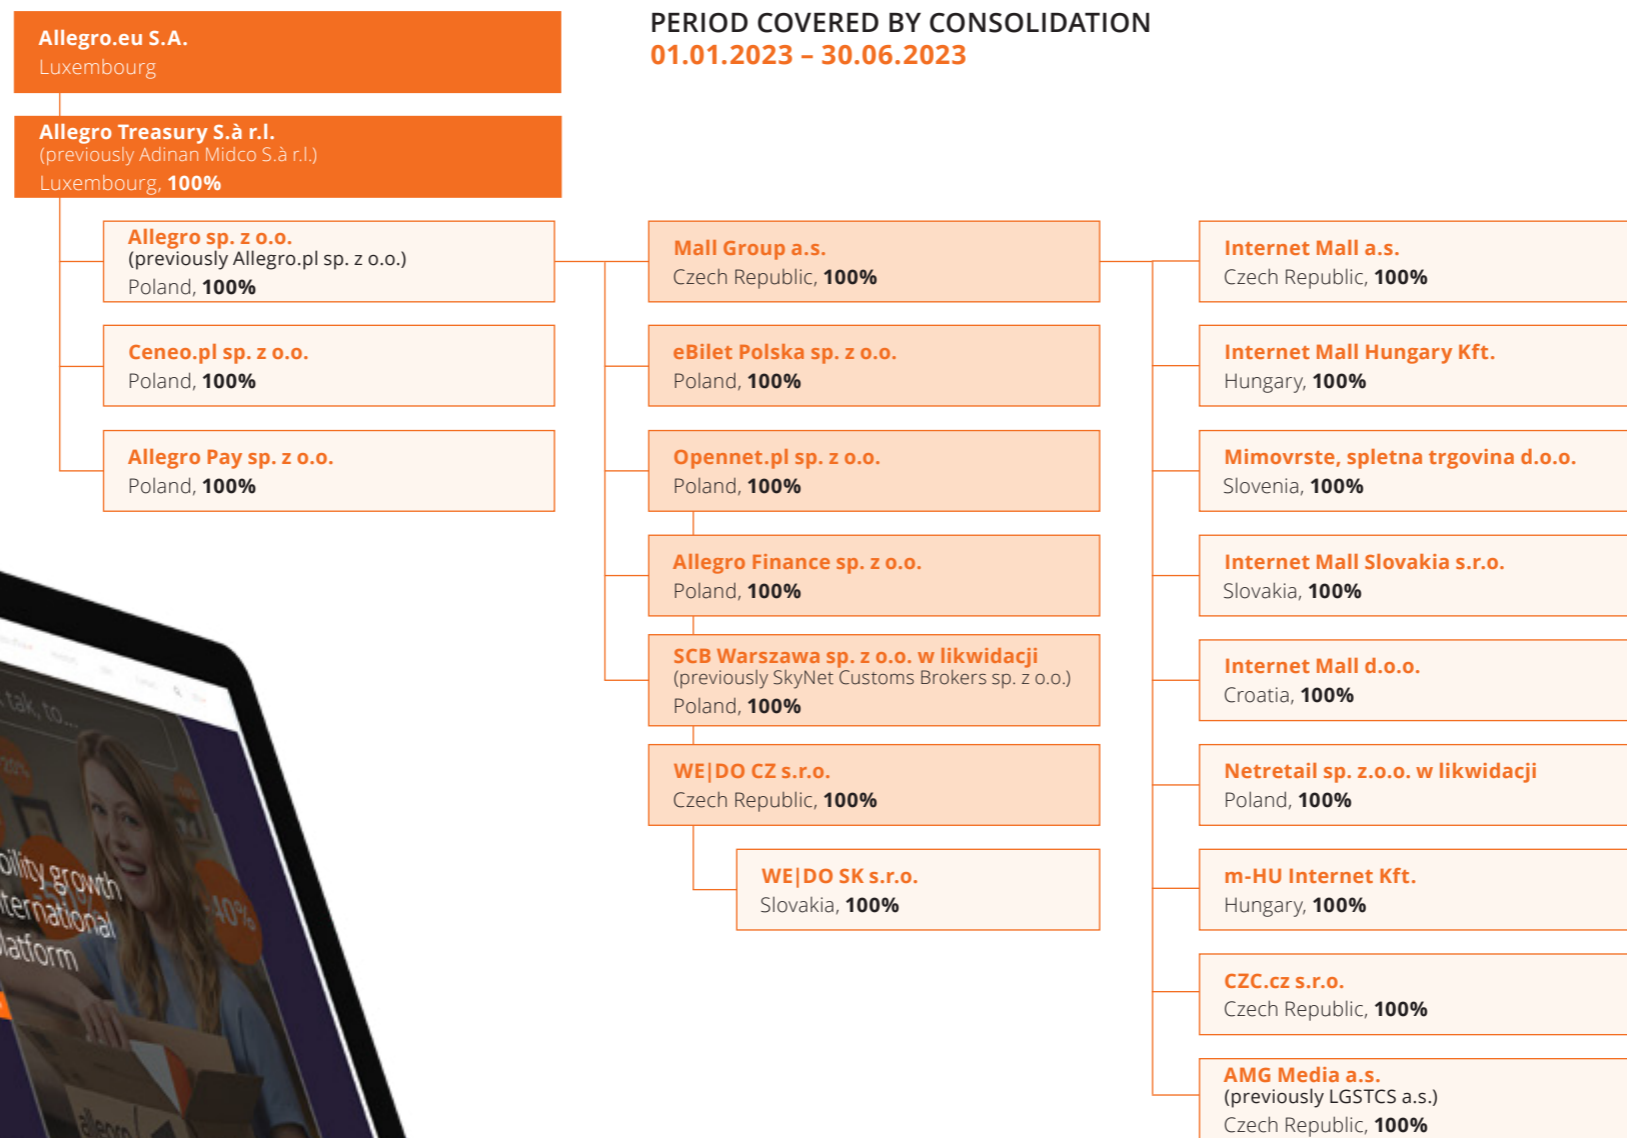 PERIOD COVERED BY CONSOLIDATION
01.01.2023 – 30.06.2023
Allegro.eu S.A.
Luxembourg
Allegro Treasury S.à r.l.
(previously Adinan Midco S.à r.l.)
Luxembourg, 100%
Allegro sp. z o.o.
(previously Allegro.pl sp. z o.o.)
Poland, 100%
Ceneo.pl sp. z o.o.
Poland, 100%
Allegro Pay sp. z o.o.
Poland, 100%
Mall Group a.s.
Czech Republic, 100%
eBilet Polska sp. z o.o.
Poland, 100%
Opennet.pl sp. z o.o.
Poland, 100%
Allegro Finance sp. z o.o.
Poland, 100%
SCB Warszawa sp. z o.o. w likwidacji
(previously SkyNet Customs Brokers sp. z o.o.)
Poland, 100%
WE|DO CZ s.r.o.
Czech Republic, 100%
WE|DO SK s.r.o.
Slovakia, 100%
Internet Mall a.s.
Czech Republic, 100%
Internet Mall Hungary Kft.
Hungary, 100%
Mimovrste, spletna trgovina d.o.o.
Slovenia, 100%
Internet Mall Slovakia s.r.o.
Slovakia, 100%
Internet Mall d.o.o.
Croatia, 100%
Netretail sp. z.o.o. w likwidacji
Poland, 100%
m-HU Internet Kft.
Hungary, 100%
CZC.cz s.r.o.
Czech Republic, 100%
AMG Media a.s.
(previously LGSTCS a.s.)
Czech Republic, 100%
tak, to...
growth
-40%
allegro